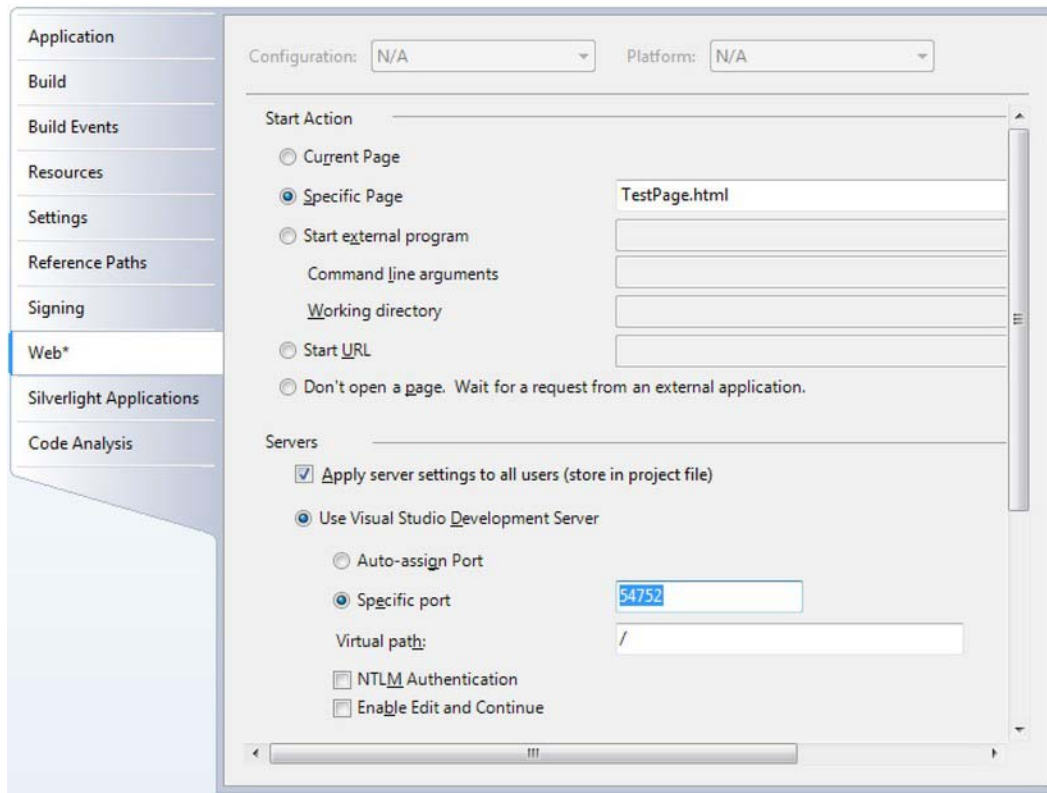 Application
Build
Build Events
Resources
Settings
Reference Paths
Signing
Web*
Silverlight Applications
Code Analysis
Configuration: N/A Platform: N/A
Start Action
Current Page
Specific Page TestPage.html
Start external program
Command line arguments
Working directory
Start URL
Don't open a page. Wait for a request from an external application.
Servers
Apply server settings to all users (store in project file)
Use Visual Studio Development Server
Auto-assign Port
Specific port 54752
Virtual path: /
NTLM Authentication
Enable Edit and Continue